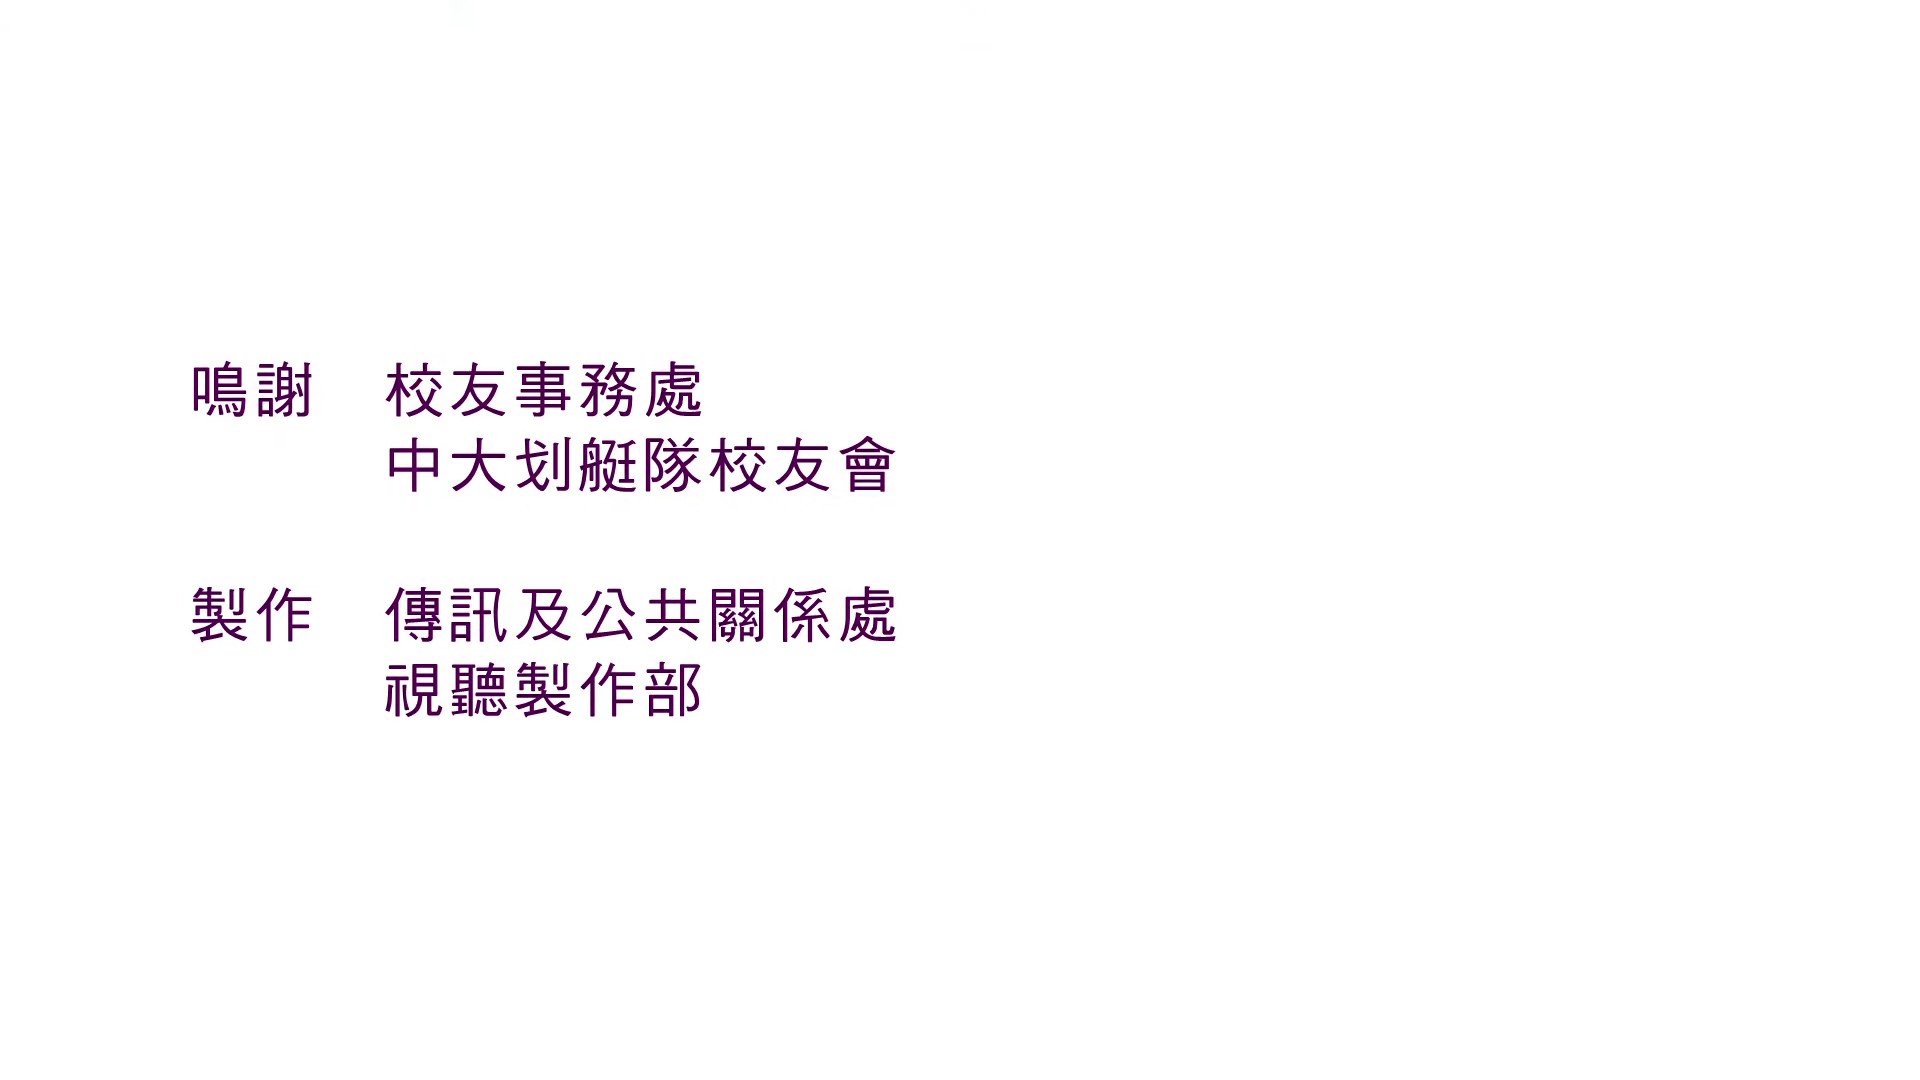 鳴謝　校友事務處
中大划艇隊校友會
製作　傳訊及公共關係處
視聽製作部